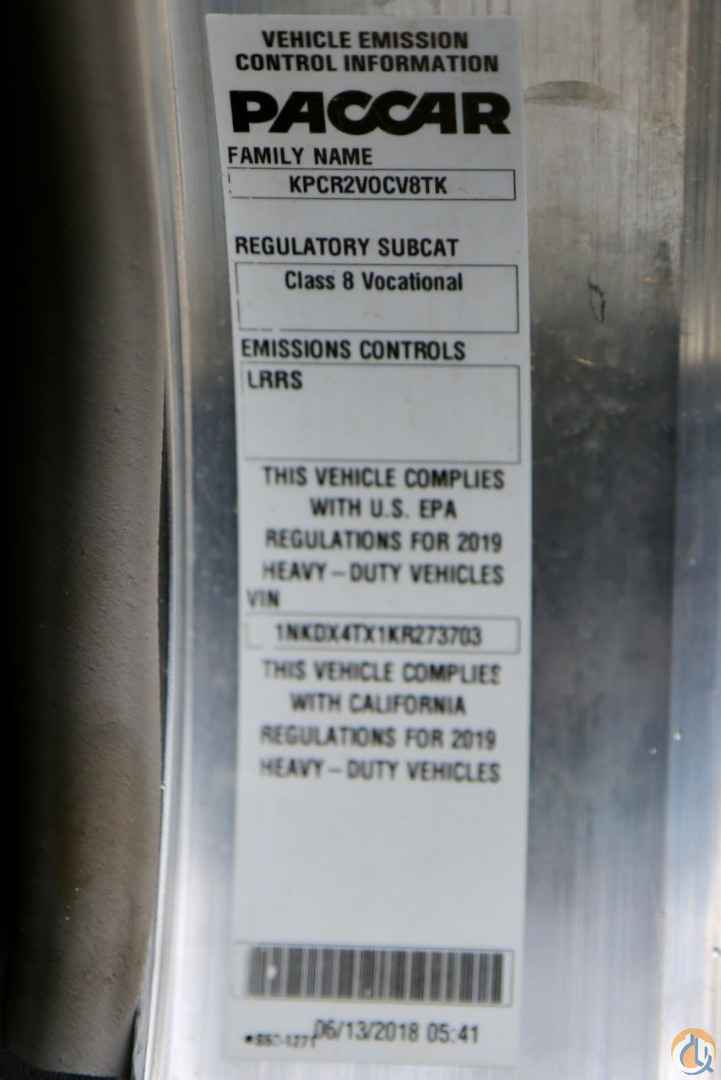 VEHICLE EMISSION
CONTROL INFORMATION
PACCAR
FAMILY NAME
KPCR2VOCV8TK
REGULATORY SUBCAT
Class 8 Vocational
EMISSIONS CONTROLS
LRRS
THIS VEHICLE COMPLIES
WITH U.S. EPA
REGULATIONS FOR 2019
HEAVY-DUTY VEHICLES
VIN
1NKDX4TX1KR273703
THIS VEHICLE COMPLIES
WITH CALIFORNIA
REGULATIONS FOR 2019
HEAVY-DUTY VEHICLES
06/13/2018 05:41